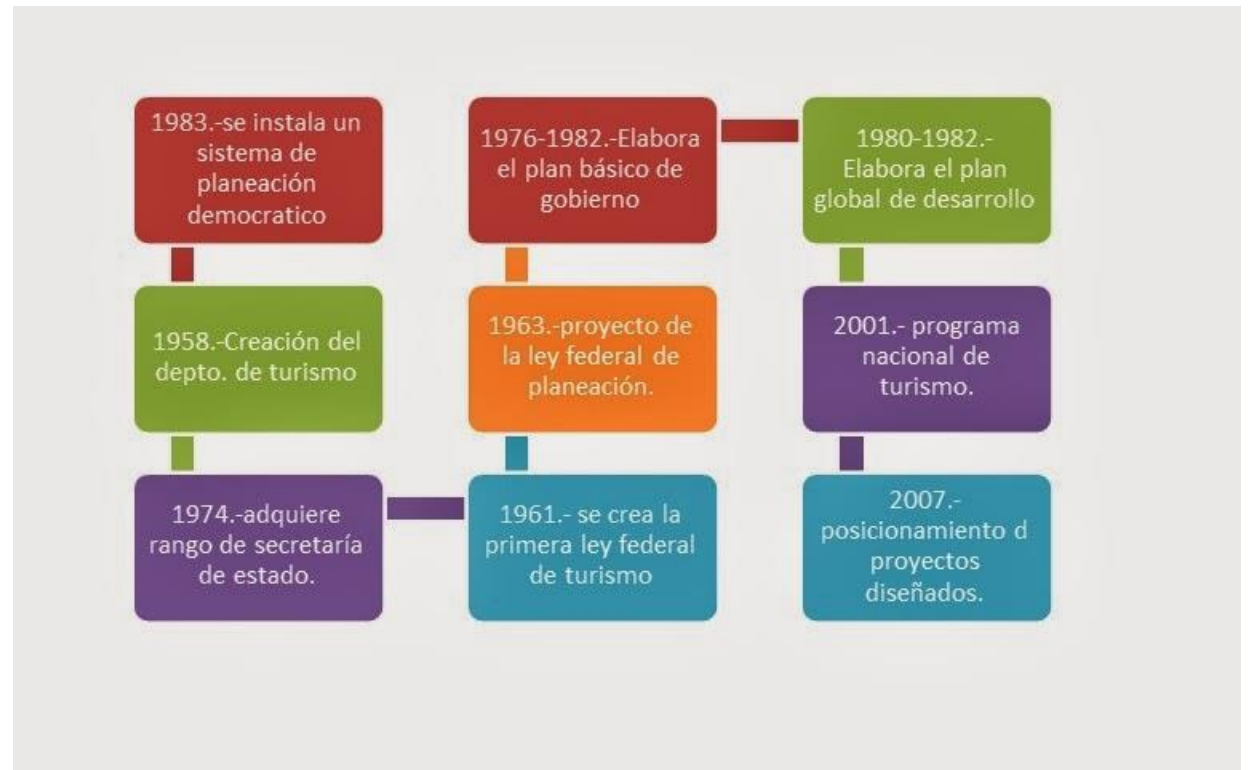 1983.-se instala un
sistema de
planeación
democratico
1958.-Creación del
depto. de turismo
1974.-adquiere
rango de secretaría
de estado.
1961.- se crea la
primera ley federal
de turismo
1963.-proyecto de
la ley federal de
planeación.
1976-1982.-Elabora
el plan básico de
gobierno
1980-1982.-
Elabora el plan
global de desarrollo
2001.- programa
nacional de
turismo.
2007.-
posicionamiento d
proyectos
diseñados.